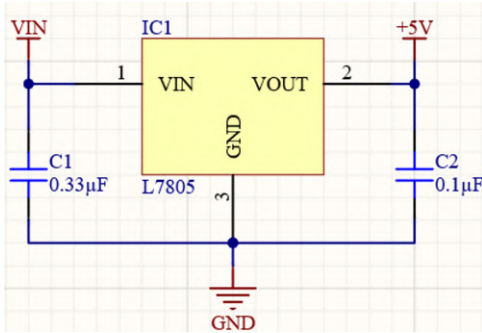 VIN
IC1
+5V
1
VIN
VOUT
2
GND
C1
0.33µF
L7805
3
C2
0.1µF
GND